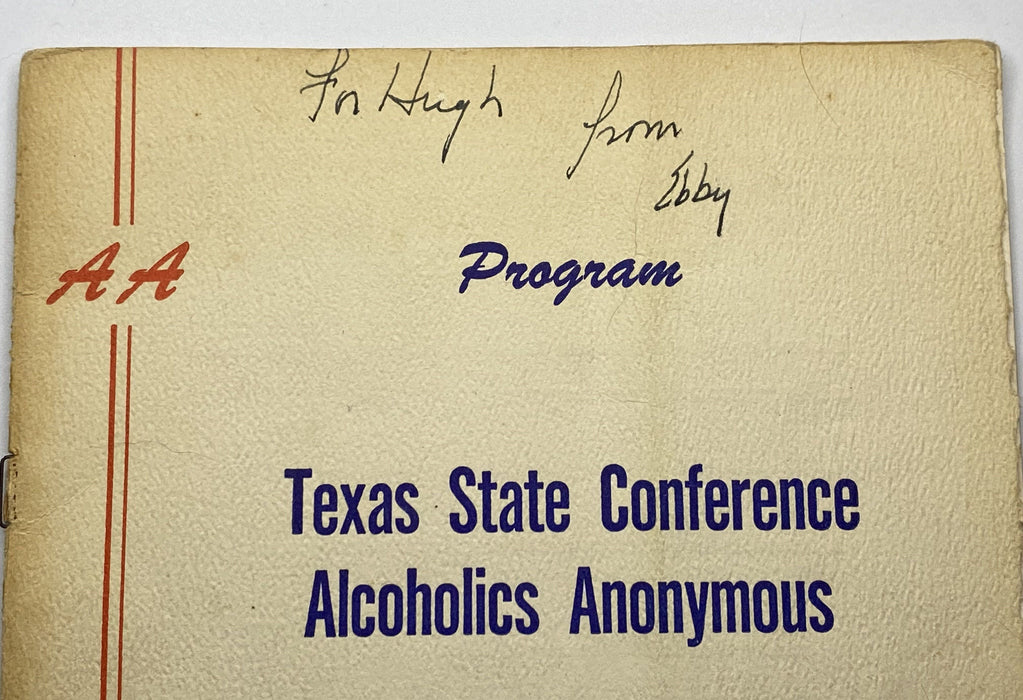 For Hugh from
Ebby
AA
Program
Texas State Conference
Alcoholics Anonymous